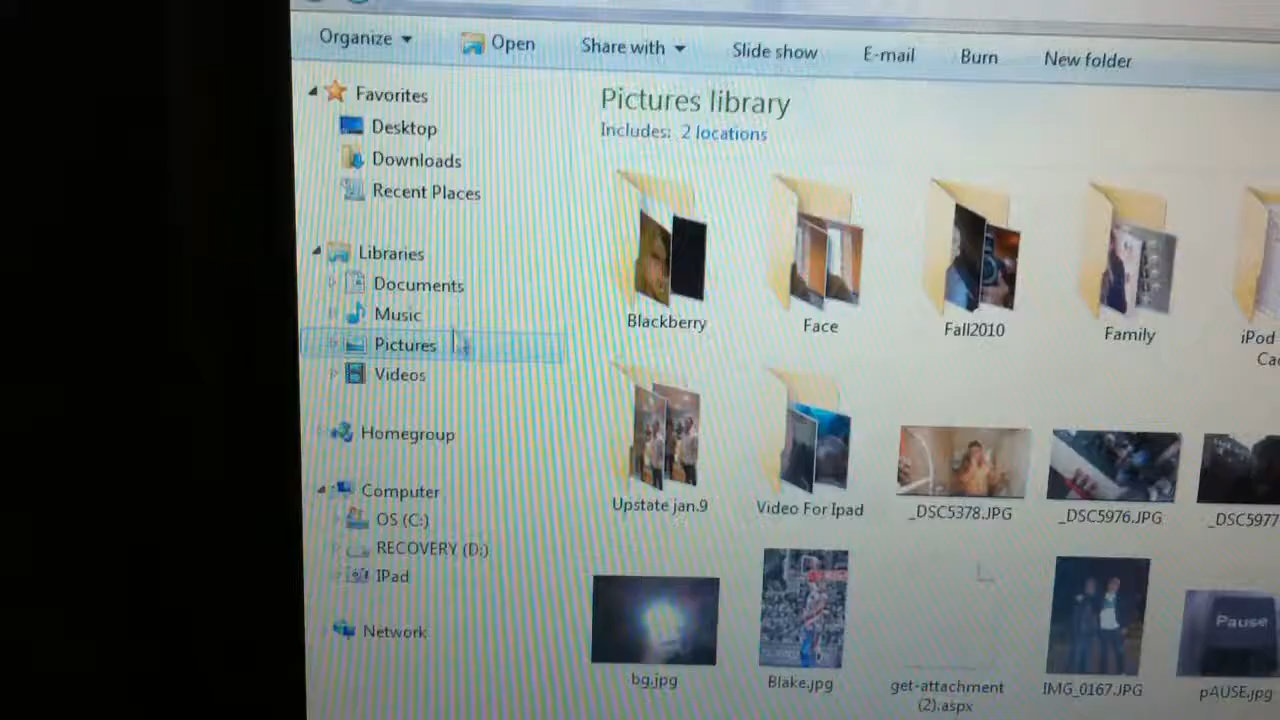 Organize
Open
Share with
Slide show
E-mail
Burn
New folder
Favorites
Desktop
Downloads
Recent Places
Libraries
Documents
Music
Pictures
Videos
Homegroup
Computer
OS (C:)
RECOVERY (D:)
IPad
Network
Pictures library
Includes: 2 locations
Blackberry
Face
Fall2010
Family
iPod
Upstate jan.9
Video For Ipad
_DSC5378.JPG
_DSC5976.JPG
_DSC5977
bg.jpg
Blake.jpg
get-attachment
(2).aspx
IMG_0167.JPG
Pause
pAUSE.jpg